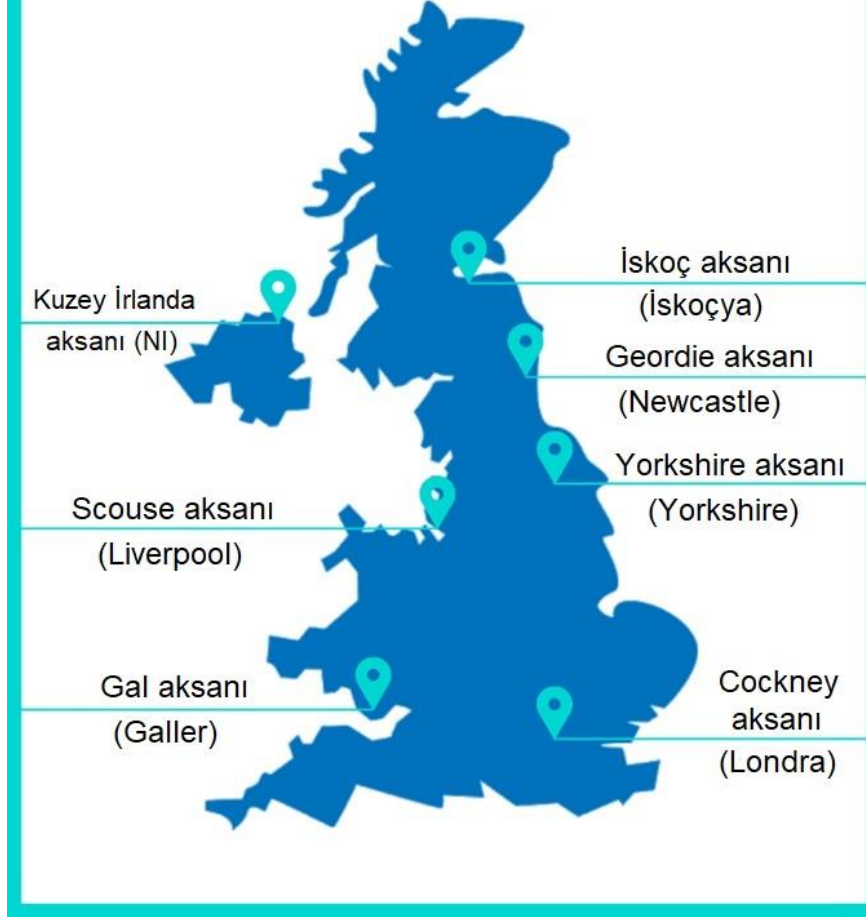 Kuzey İrlanda
aksanı (NI)
İskoç aksanı
(İskoçya)
Geordie aksanı
(Newcastle)
Yorkshire aksanı
(Yorkshire)
Scouse aksanı
(Liverpool)
Gal aksanı
(Galler)
Cockney
aksanı
(Londra)